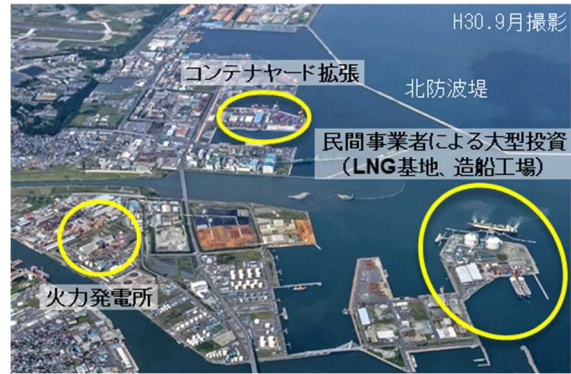 H30.9月撮影
コンテナヤード拡張
北防波堤
民間事業者による大型投資
（LNG基地、造船工場）
火力発電所